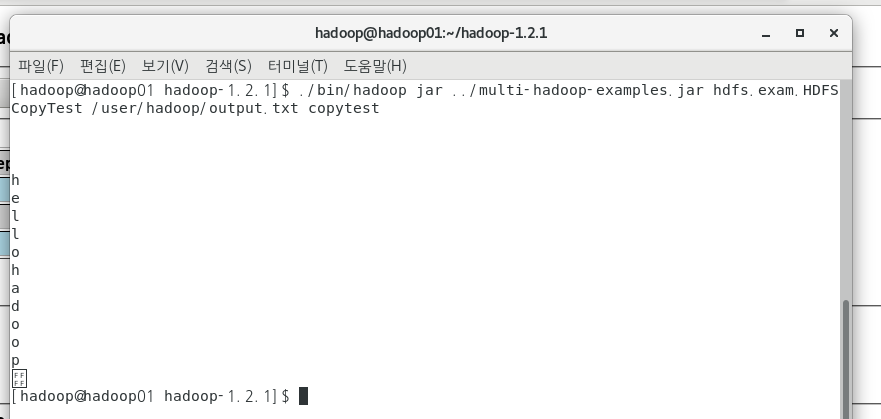 hadoop@hadoop01:~/hadoop-1.2.1
파일(F) 편집(E) 보기(V) 검색(S) 터미널(T) 도움말(H)
[hadoop@hadoop01 hadoop-1.2.1]$ ./bin/hadoop jar ../multi-hadoop-examples.jar hdfs.exam.HDFS
CopyTest /user/hadoop/output.txt copytest
h
e
l
l
o
h
a
d
o
o
p
[hadoop@hadoop01 hadoop-1.2.1]$